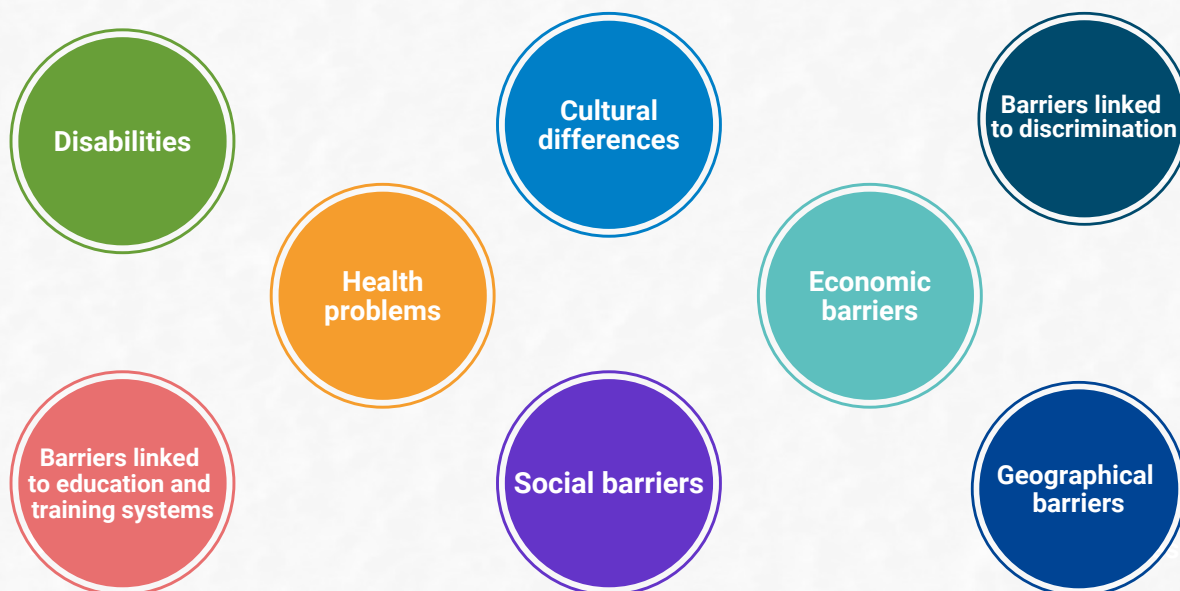 Disabilities
Cultural
differences
Barriers linked
to discrimination
Health
problems
Economic
barriers
Barriers linked
to education and
training systems
Social barriers
Geographical
barriers